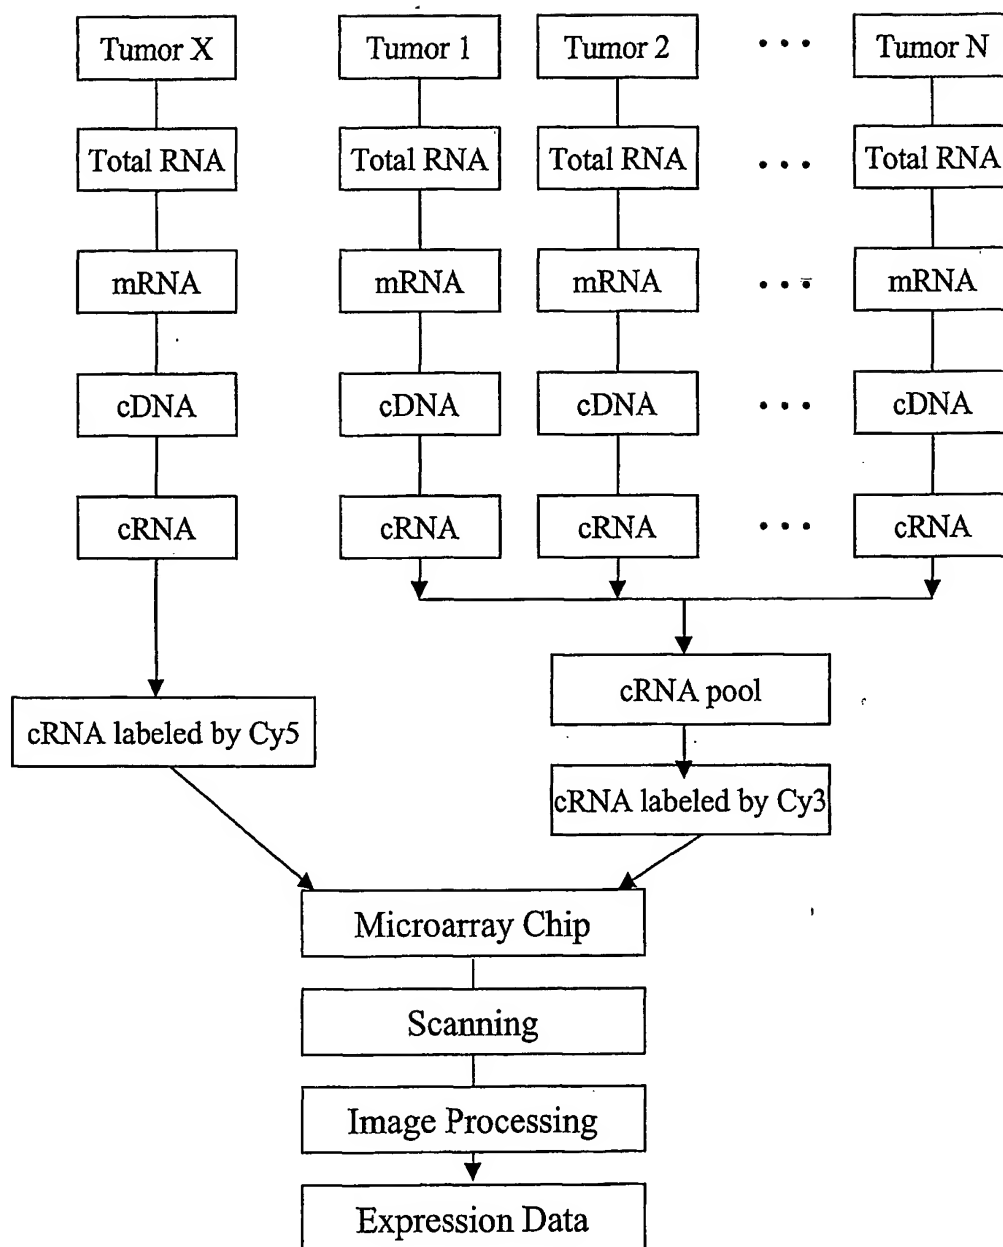 Tumor X Tumor 1 Tumor 2 • • • Tumor N
Total RNA Total RNA Total RNA • • • Total RNA
mRNA mRNA mRNA • • • mRNA
cDNA cDNA cDNA • • • cDNA
cRNA cRNA cRNA • • • cRNA
cRNA pool
cRNA labeled by Cy5
cRNA labeled by Cy3
Microarray Chip
Scanning
Image Processing
Expression Data